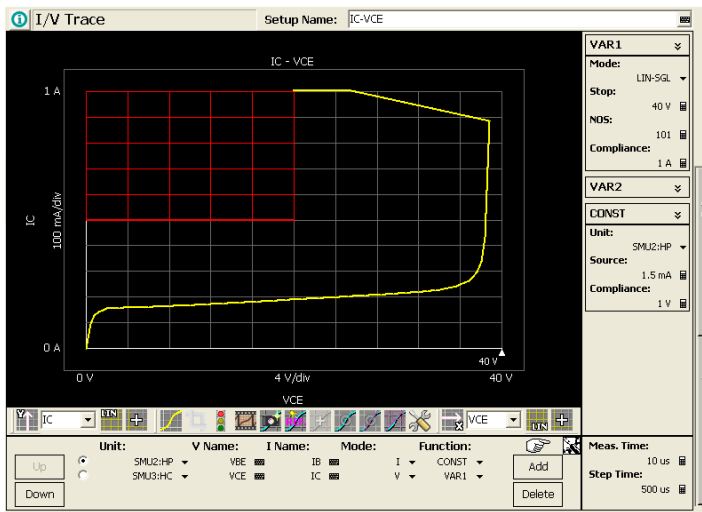 I/V Trace
Setup Name: IC-VCE
IC - VCE
1 A
IC
100 mA/div
0 A
40 V
0 V
4 V/div
40 V
VCE
VAR1
Mode:
LIN-SGL
Stop:
40 V
NOS:
101
Compliance:
1 A
VAR2
CONST
Unit:
SMU2:HP
Source:
1.5 mA
Compliance:
1 V
Y IC LIN X VCE LIN
Unit: V Name: I Name: Mode: Function:
Up SMU2:HP VBE IB I CONST Add
Down SMU3:HC VCE IC V VAR1 Delete
Meas. Time:
10 us
Step Time:
500 us